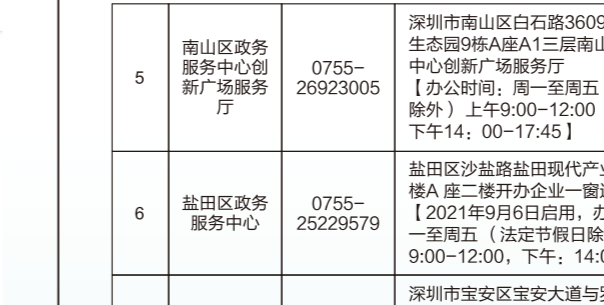 5
南山区政务
服务中心创
新广场服务
厅
0755-
26923005
深圳市南山区白石路3609
生态园9栋A座A1三层南山
中心创新广场服务厅
【 办公时间：周一至周五
除外 ）上午9:00-12:00
下午14：00-17:45 】
6
盐田区政务
服务中心
0755-
25229579
盐田区沙盐路盐田现代产业
楼A 座二楼开办企业一窗通
【 2021年9月6日启用，办
一至周五 （ 法定节假日除
9:00-12:00，下午：14:0
深圳市宝安区宝安大道与